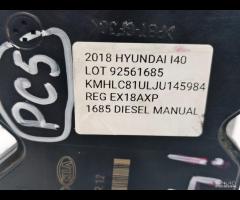 PC5
2018 HYUNDAI I40
LOT 92561685
KMHLC81ULJU145984
REG EX18AXP
1685 DIESEL MANUAL